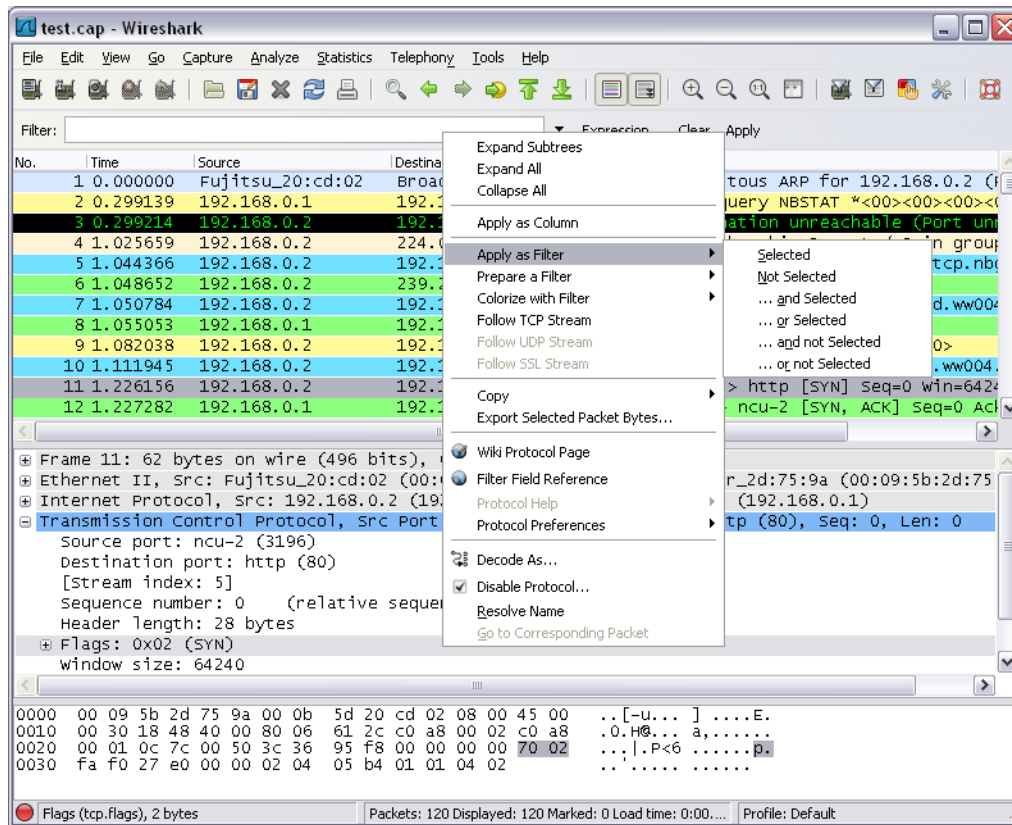 test.cap - Wireshark
File Edit View Go Capture Analyze Statistics Telephony Tools Help
Filter: Expression... Clear Apply
No. Time Source Destina
1 0.000000 Fujitsu_20:cd:02 Broad tous ARP for 192.168.0.2 (
2 0.299139 192.168.0.1 192.1 uery NBSTAT *<00><00><00><
3 0.299214 192.168.0.2 192.1 ation unreachable (Port unr
4 1.025659 192.168.0.2 224.0
5 1.044366 192.168.0.2 192.1 tcp.nbg
6 1.048652 192.168.0.2 239.2
7 1.050784 192.168.0.2 192.1 d.ww004
8 1.055053 192.168.0.1 192.1
9 1.082038 192.168.0.2 192.1 0>
10 1.111945 192.168.0.2 192.1 .ww004.
11 1.226156 192.168.0.2 192.1 > http [SYN] Seq=0 Win=6424
12 1.227282 192.168.0.1 192.1 ncu-2 [SYN, ACK] Seq=0 Ack
Expand Subtrees
Expand All
Collapse All
Apply as Column
Apply as Filter
Prepare a Filter
Colorize with Filter
Follow TCP Stream
Follow UDP Stream
Follow SSL Stream
Copy
Export Selected Packet Bytes...
Wiki Protocol Page
Filter Field Reference
Protocol Help
Protocol Preferences
Decode As...
Disable Protocol...
Resolve Name
Go to Corresponding Packet
Selected
Not Selected
... and Selected
... or Selected
... and not Selected
... or not Selected
Frame 11: 62 bytes on wire (496 bits),
Ethernet II, Src: Fujitsu_20:cd:02 (00: r_2d:75:9a (00:09:5b:2d:75
Internet Protocol, Src: 192.168.0.2 (19 (192.168.0.1)
Transmission Control Protocol, Src Port tp (80), Seq: 0, Len: 0
Source port: ncu-2 (3196)
Destination port: http (80)
[Stream index: 5]
Sequence number: 0 (relative seque
Header length: 28 bytes
Flags: 0x02 (SYN)
Window size: 64240
0000 00 09 5b 2d 75 9a 00 0b 5d 20 cd 02 08 00 45 00 ..[-u... ] ....E.
0010 00 30 18 48 40 00 80 06 61 2c c0 a8 00 02 c0 a8 .0.H@... a,......
0020 00 01 0c 7c 00 50 3c 36 95 f8 00 00 00 00 70 02 ...|.P<6 ......p.
0030 fa f0 27 e0 00 00 02 04 05 b4 01 01 04 02 ..'..... ......
Flags (tcp.flags), 2 bytes Packets: 120 Displayed: 120 Marked: 0 Load time: 0:00.... Profile: Default